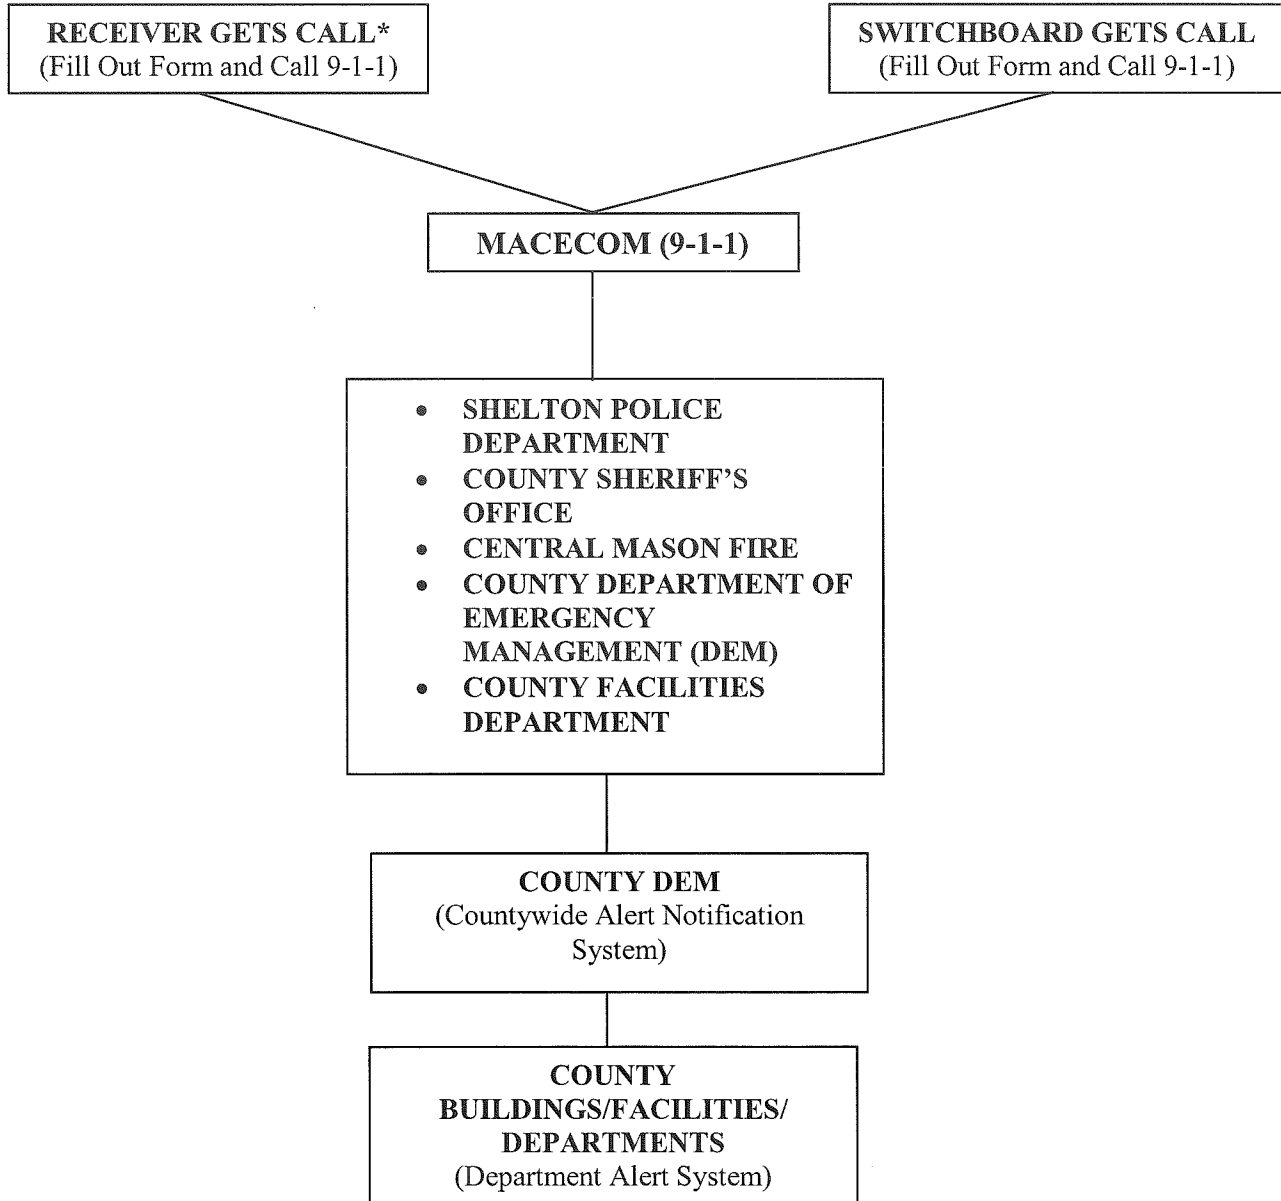 RECEIVER GETS CALL*
(Fill Out Form and Call 9-1-1)
SWITCHBOARD GETS CALL
(Fill Out Form and Call 9-1-1)
MACECOM (9-1-1)
• SHELTON POLICE
DEPARTMENT
• COUNTY SHERIFF’S
OFFICE
• CENTRAL MASON FIRE
• COUNTY DEPARTMENT OF
EMERGENCY
MANAGEMENT (DEM)
• COUNTY FACILITIES
DEPARTMENT
COUNTY DEM
(Countywide Alert Notification
System)
COUNTY
BUILDINGS/FACILITIES/
DEPARTMENTS
(Department Alert System)